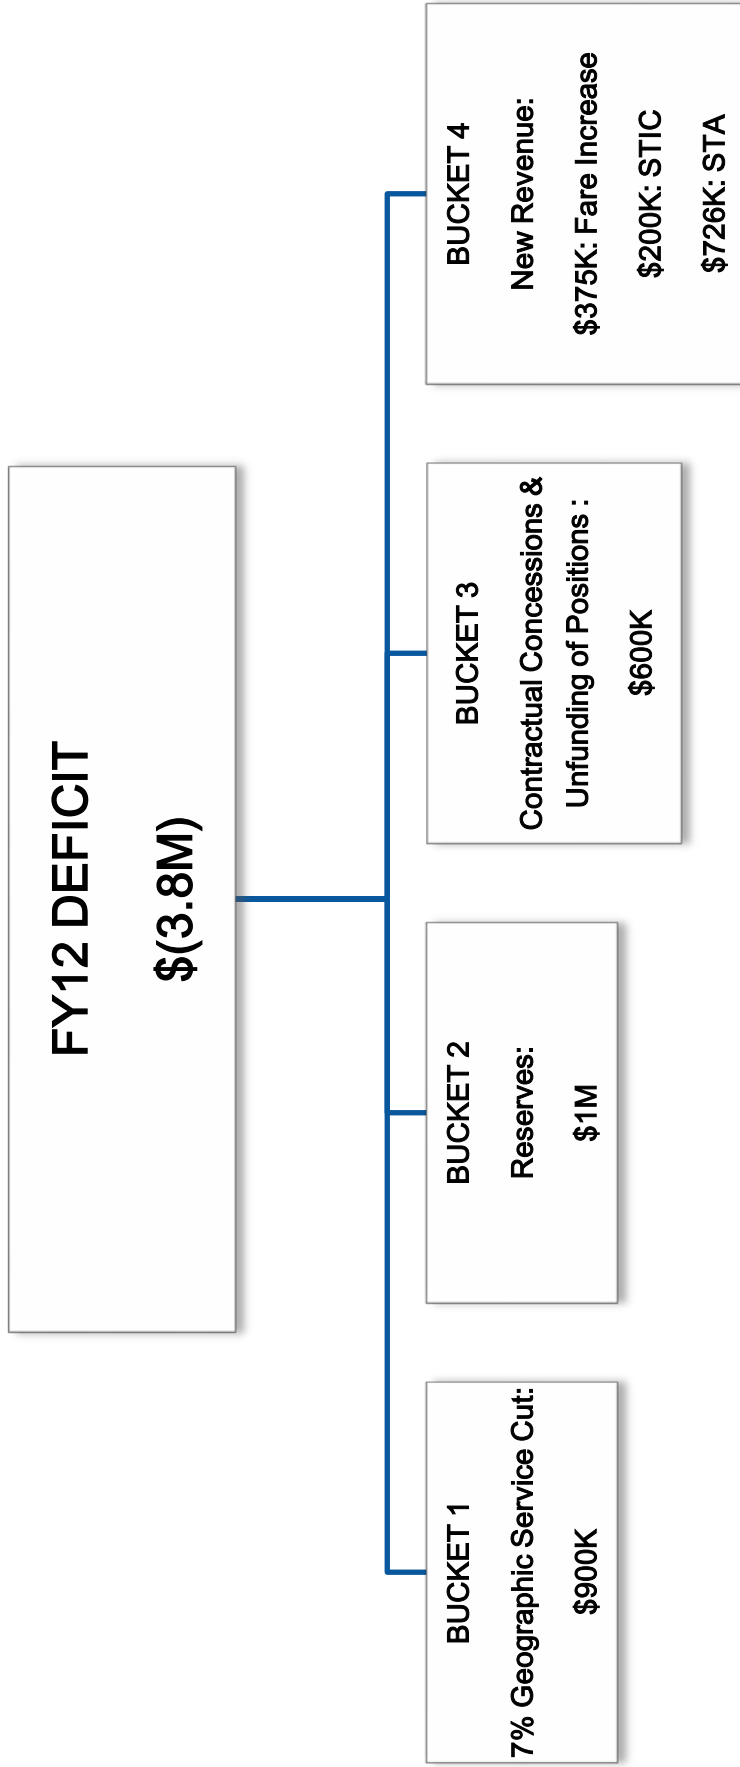 FY12 DEFICIT
$(3.8M)
BUCKET 1
7% Geographic Service Cut:
$900K
BUCKET 2
Reserves:
$1M
BUCKET 3
Contractual Concessions &
Unfunding of Positions :
$600K
BUCKET 4
New Revenue:
$375K: Fare Increase
$200K: STIC
$726K: STA